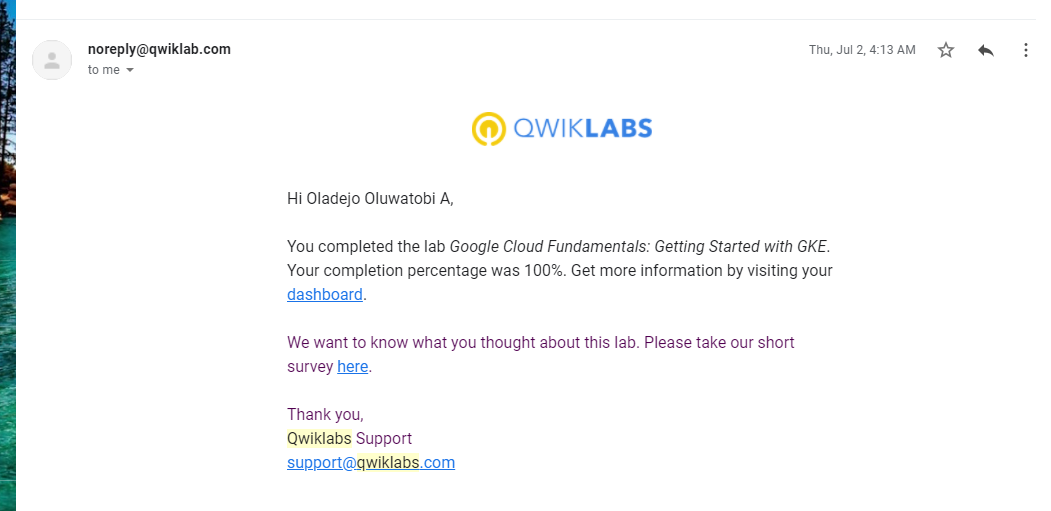 noreply@qwiklab.com
Thu, Jul 2, 4:13 AM
to me
QWIKLABS
Hi Oladejo Oluwatobi A,
You completed the lab Google Cloud Fundamentals: Getting Started with GKE.
Your completion percentage was 100%. Get more information by visiting your
dashboard.
We want to know what you thought about this lab. Please take our short
survey here.
Thank you,
Qwiklabs Support
support@qwiklabs.com